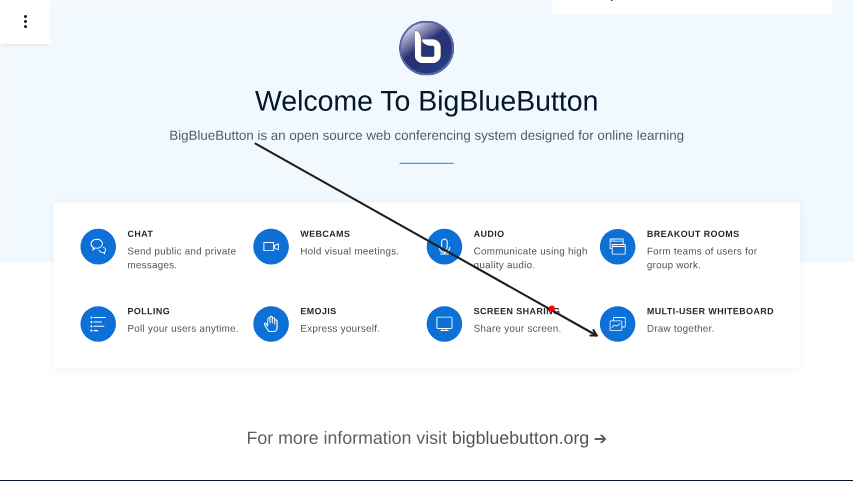 Welcome To BigBlueButton
BigBlueButton is an open source web conferencing system designed for online learning
CHAT
Send public and private
messages.
WEBCAMS
Hold visual meetings.
AUDIO
Communicate using high
quality audio.
BREAKOUT ROOMS
Form teams of users for
group work.
POLLING
Poll your users anytime.
EMOJIS
Express yourself.
SCREEN SHARING
Share your screen.
MULTI-USER WHITEBOARD
Draw together.
For more information visit bigbluebutton.org ➔